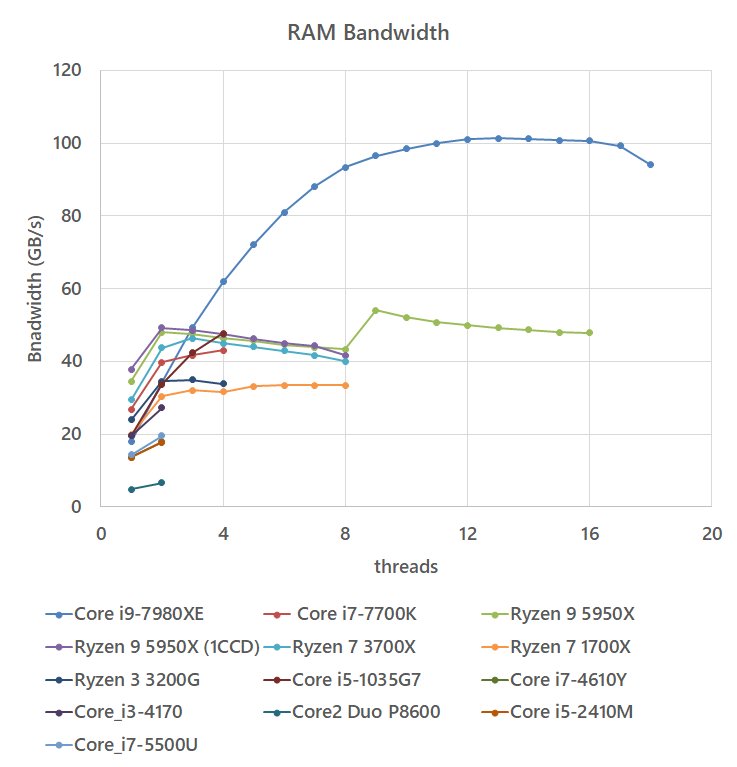 RAM Bandwidth
120
100
80
60
40
20
0
Bnadwidth (GB/s)
0 4 8 12 16 20
threads
Core i9-7980XE Core i7-7700K Ryzen 9 5950X
Ryzen 9 5950X (1CCD) Ryzen 7 3700X Ryzen 7 1700X
Ryzen 3 3200G Core i5-1035G7 Core i7-4610Y
Core_i3-4170 Core2 Duo P8600 Core i5-2410M
Core_i7-5500U